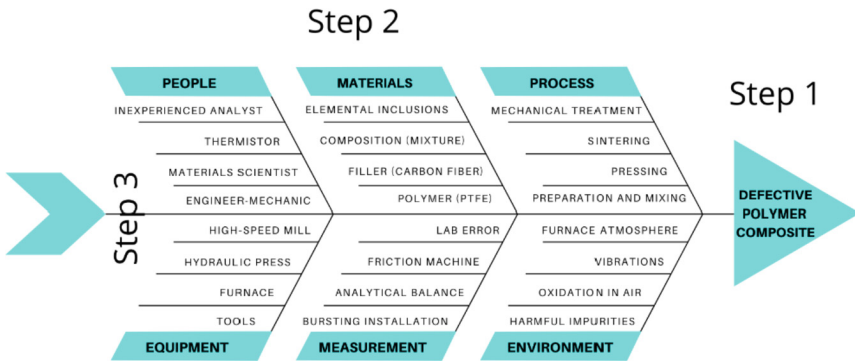 Step 2
PEOPLE
MATERIALS
PROCESS
Step 1
INEXPERIENCED ANALYST
ELEMENTAL INCLUSIONS
MECHANICAL TREATMENT
THERMISTOR
COMPOSITION (MIXTURE)
SINTERING
MATERIALS SCIENTIST
FILLER (CARBON FIBER)
PRESSING
ENGINEER-MECHANIC
POLYMER (PTFE)
PREPARATION AND MIXING
Step 3
DEFECTIVE
POLYMER
COMPOSITE
HIGH-SPEED MILL
LAB ERROR
FURNACE ATMOSPHERE
HYDRAULIC PRESS
FRICTION MACHINE
VIBRATIONS
FURNACE
ANALYTICAL BALANCE
OXIDATION IN AIR
TOOLS
BURSTING INSTALLATION
HARMFUL IMPURITIES
EQUIPMENT
MEASUREMENT
ENVIRONMENT